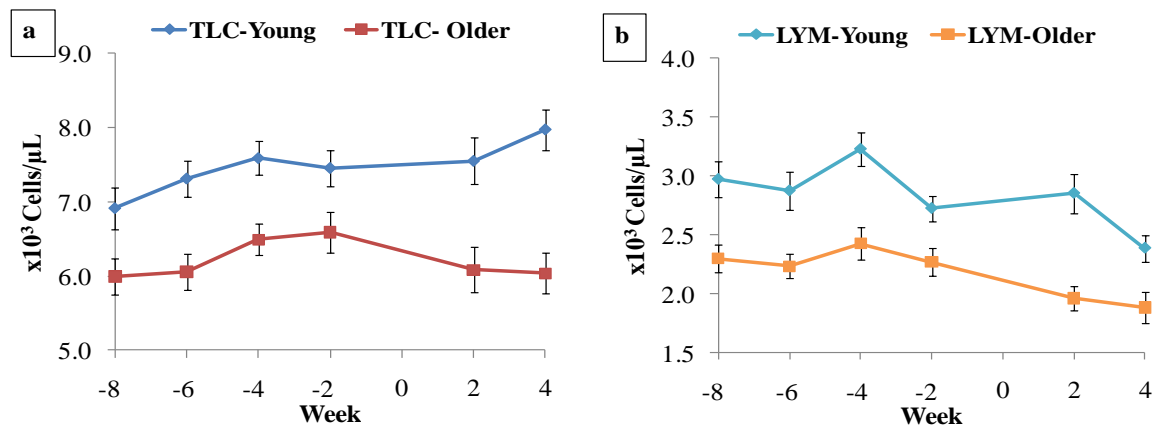 a
TLC-Young TLC- Older
9.0
8.0
7.0
6.0
5.0
x10³ Cells/µL
-8 -6 -4 -2 0 2 4
Week
b
LYM-Young LYM-Older
4.0
3.5
3.0
2.5
2.0
1.5
x10³ Cells/µL
-8 -6 -4 -2 0 2 4
Week